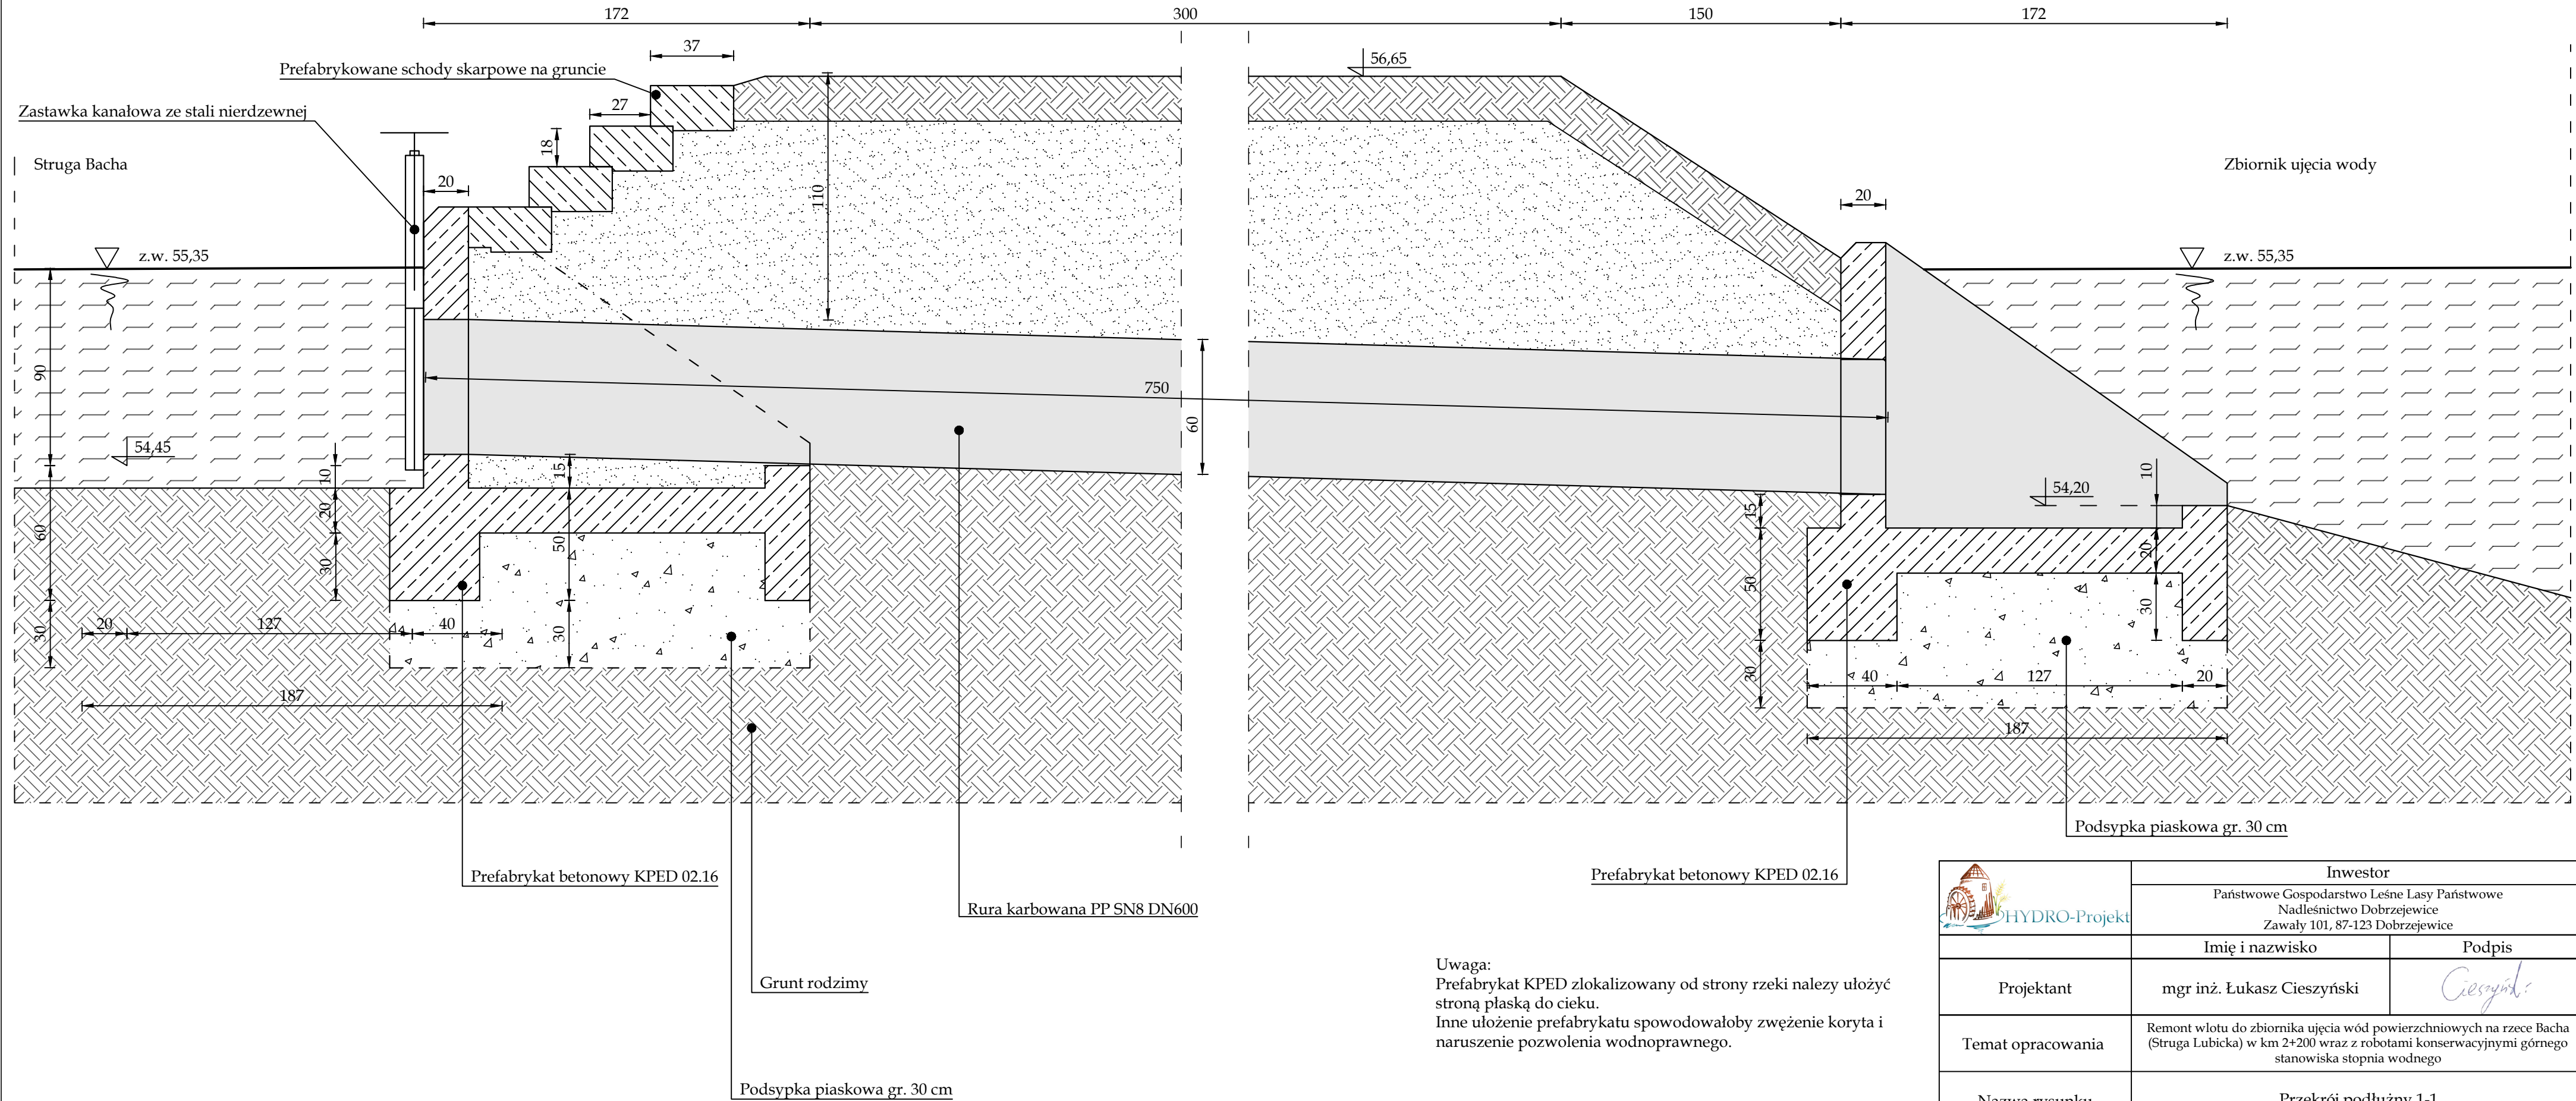 172
300
150
172
37
56,65
Prefabrykowane schody skarpowe na gruncie
Zastawka kanałowa ze stali nierdzewnej
27
18
Struga Bacha
Zbiornik ujęcia wody
20
110
20
z.w. 55,35
z.w. 55,35
90
750
60
54,45
10
15
10
54,20
15
20
60
50
20
30
50
30
30
20
127
40
30
30
40
127
20
187
187
Podsypka piaskowa gr. 30 cm
Prefabrykat betonowy KPED 02.16
Prefabrykat betonowy KPED 02.16
Rura karbowana PP SN8 DN600
Grunt rodzimy
Podsypka piaskowa gr. 30 cm
Uwaga:
Prefabrykat KPED zlokalizowany od strony rzeki nalezy ułożyć
stroną płaską do cieku.
Inne ułożenie prefabrykatu spowodowałoby zwężenie koryta i
naruszenie pozwolenia wodnoprawnego.
HYDRO-Projekt
Inwestor
Państwowe Gospodarstwo Leśne Lasy Państwowe
Nadleśnictwo Dobrzejewice
Zawały 101, 87-123 Dobrzejewice
Imię i nazwisko
Podpis
Projektant
mgr inż. Łukasz Cieszyński
Temat opracowania
Remont wlotu do zbiornika ujęcia wód powierzchniowych na rzece Bacha
(Struga Lubicka) w km 2+200 wraz z robotami konserwacyjnymi górnego
stanowiska stopnia wodnego
Nazwa rysunku
Przekrój podłużny 1-1